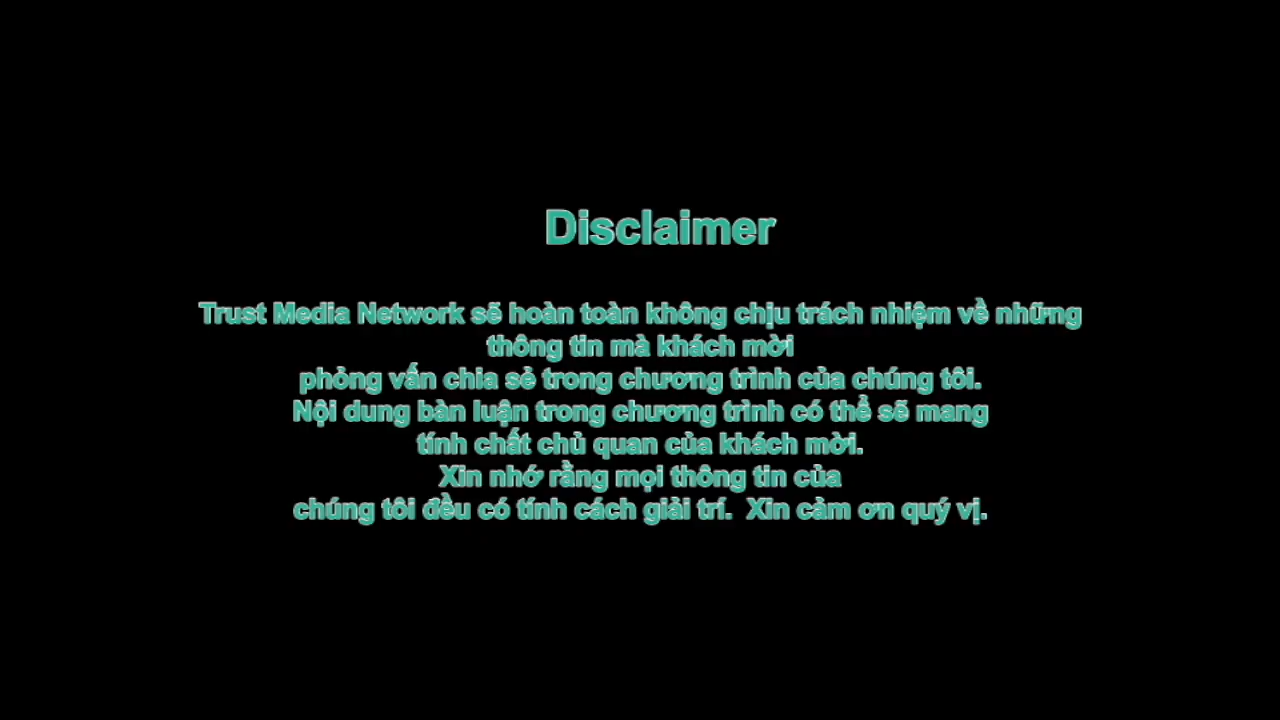 Disclaimer
Trust Media Network sẽ hoàn toàn không chịu trách nhiệm về những
thông tin mà khách mời
phỏng vấn chia sẻ trong chương trình của chúng tôi.
Nội dung bàn luận trong chương trình có thể sẽ mang
tính chất chủ quan của khách mời.
Xin nhớ rằng mọi thông tin của
chúng tôi đều có tính cách giải trí.  Xin cảm ơn quý vị.